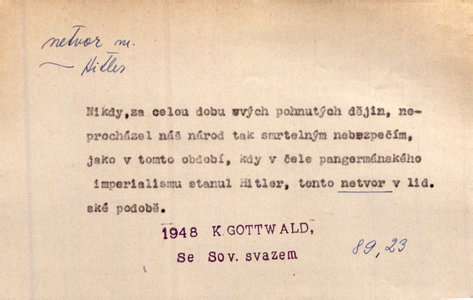 netvor m.
— Hitler
Nikdy, za celou dobu svých pohnutých dějin, ne-
procházel náš národ tak smrtelným nebezpečím,
jako v tomto období, kdy v čele pangermánského
imperialismu stanul Hitler, tento netvor v lid.
ské podobě.
1948 K. GOTTWALD,
Se Sov. svazem
89,23